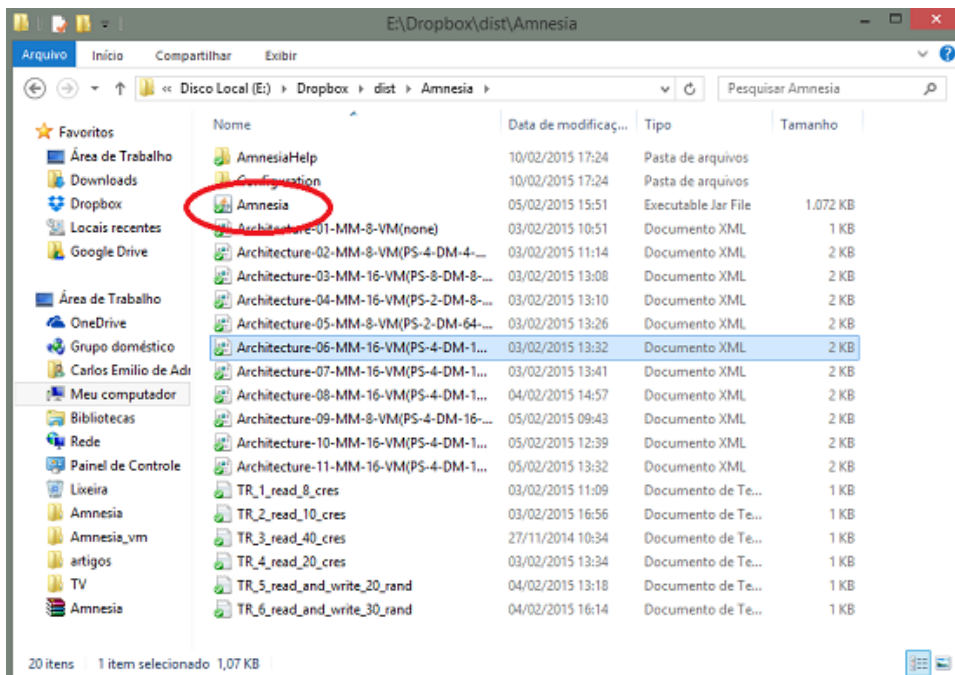 E:\Dropbox\dist\Amnesia
Arquivo Início Compartilhar Exibir
« Disco Local (E:) Dropbox dist Amnesia Pesquisar Amnesia
Nome Data de modificaç... Tipo Tamanho
Favoritos
Área de Trabalho
Downloads
Dropbox
Locais recentes
Google Drive
Área de Trabalho
OneDrive
Grupo doméstico
Carlos Emilio de Adr
Meu computador
Bibliotecas
Rede
Painel de Controle
Lixeira
Amnesia
Amnesia_vm
artigos
TV
Amnesia
AmnesiaHelp 10/02/2015 17:24 Pasta de arquivos
Configuration 10/02/2015 17:24 Pasta de arquivos
Amnesia 05/02/2015 15:51 Executable Jar File 1.072 KB
Architecture-01-MM-8-VM(none) 03/02/2015 10:51 Documento XML 1 KB
Architecture-02-MM-8-VM(PS-4-DM-4-... 03/02/2015 11:14 Documento XML 2 KB
Architecture-03-MM-16-VM(PS-8-DM-8-... 03/02/2015 13:08 Documento XML 2 KB
Architecture-04-MM-16-VM(PS-2-DM-8-... 03/02/2015 13:10 Documento XML 2 KB
Architecture-05-MM-8-VM(PS-2-DM-64-... 03/02/2015 13:26 Documento XML 2 KB
Architecture-06-MM-16-VM(PS-4-DM-1... 03/02/2015 13:32 Documento XML 2 KB
Architecture-07-MM-16-VM(PS-4-DM-1... 03/02/2015 13:41 Documento XML 2 KB
Architecture-08-MM-16-VM(PS-4-DM-1... 04/02/2015 14:57 Documento XML 2 KB
Architecture-09-MM-8-VM(PS-4-DM-16-... 05/02/2015 09:43 Documento XML 2 KB
Architecture-10-MM-16-VM(PS-4-DM-1... 05/02/2015 12:39 Documento XML 2 KB
Architecture-11-MM-16-VM(PS-4-DM-1... 05/02/2015 13:32 Documento XML 2 KB
TR_1_read_8_cres 03/02/2015 11:09 Documento de Te... 1 KB
TR_2_read_10_cres 03/02/2015 16:56 Documento de Te... 1 KB
TR_3_read_40_cres 27/11/2014 10:34 Documento de Te... 1 KB
TR_4_read_20_cres 03/02/2015 13:34 Documento de Te... 1 KB
TR_5_read_and_write_20_rand 04/02/2015 13:18 Documento de Te... 1 KB
TR_6_read_and_write_30_rand 04/02/2015 16:14 Documento de Te... 1 KB
20 itens 1 item selecionado 1,07 KB